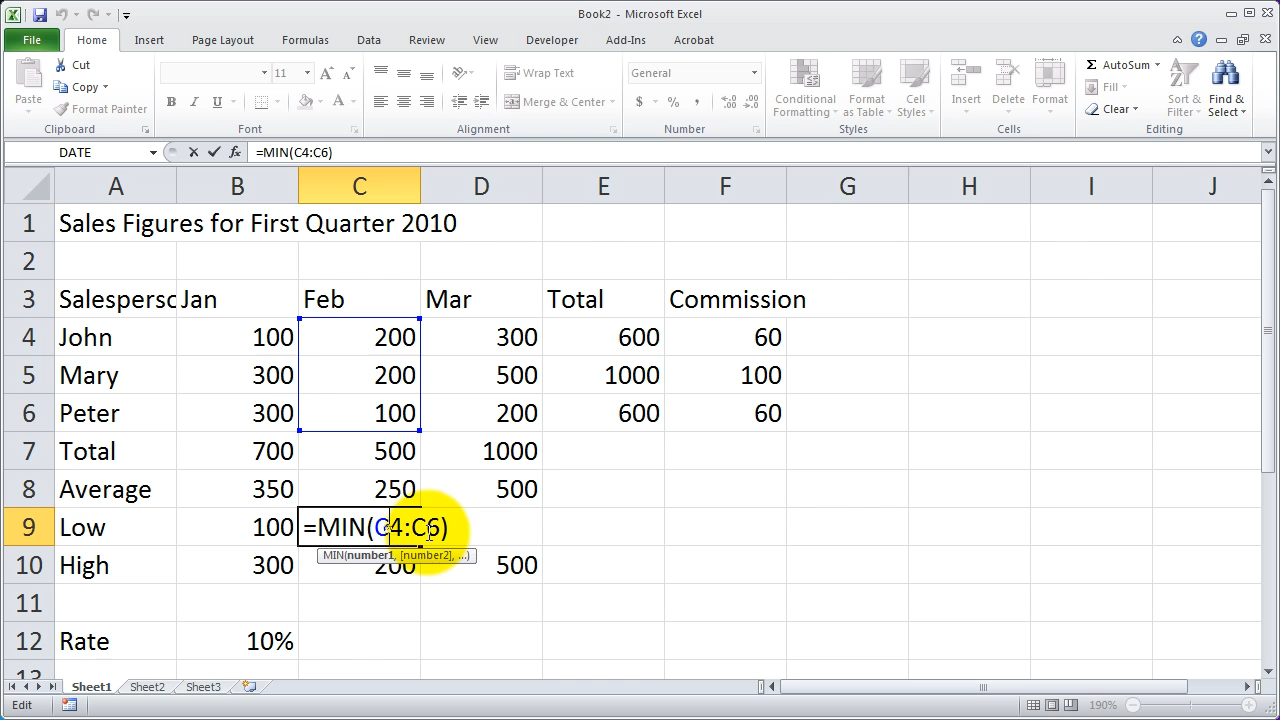 Book2 - Microsoft Excel
File Home Insert Page Layout Formulas Data Review View Developer Add-Ins Acrobat
Paste
Cut
Copy
Format Painter
Clipboard
11
B I U A
Font
Wrap Text
Merge & Center
Alignment
General
$ % ,
Number
Conditional Formatting
Format as Table
Cell Styles
Styles
Insert Delete Format
Cells
Σ AutoSum
Fill
Clear
Sort & Filter
Find & Select
Editing
DATE fx =MIN(C4:C6)
A B C D E F G H I J
1 Sales Figures for First Quarter 2010
2
3 Salesperso Jan Feb Mar Total Commission
4 John 100 200 300 600 60
5 Mary 300 200 500 1000 100
6 Peter 300 100 200 600 60
7 Total 700 500 1000
8 Average 350 250 500
9 Low 100 =MIN(C4:C6)
MIN(number1, [number2], ...)
10 High 300 200 500
11
12 Rate 10%
13
Sheet1 Sheet2 Sheet3
Edit 190%